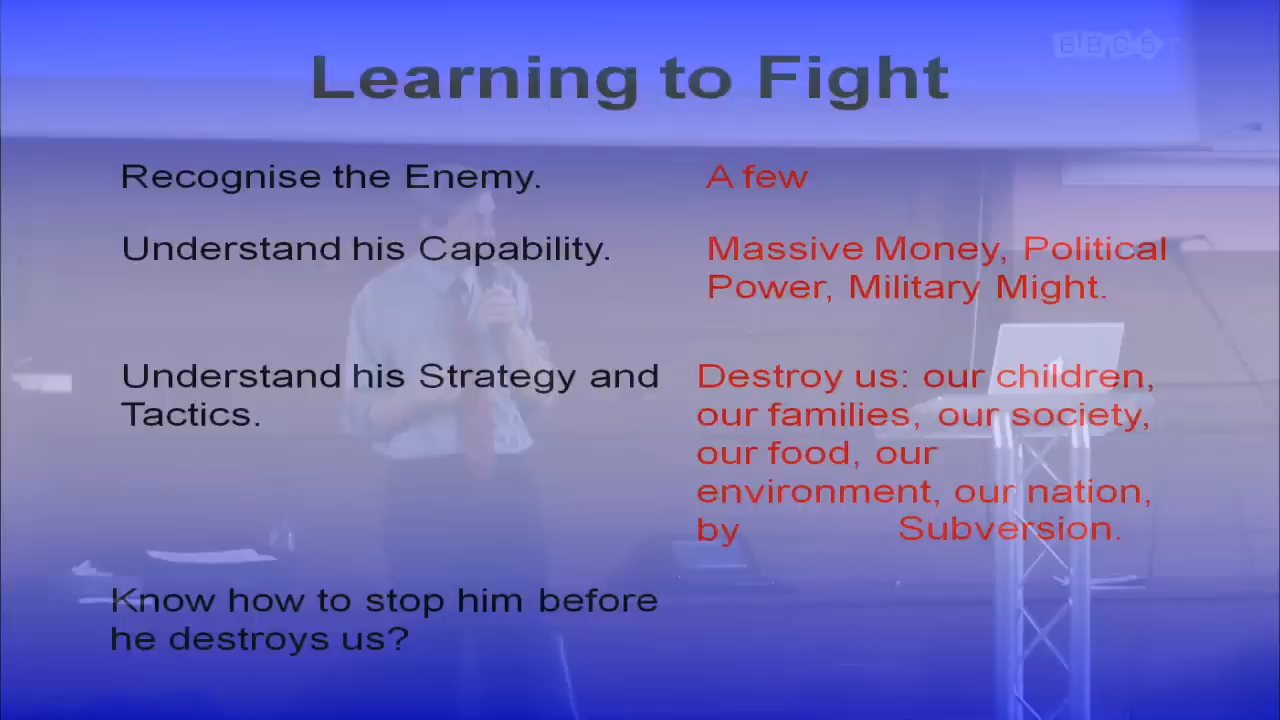 BBC5
Learning to Fight
Recognise the Enemy.
A few
Understand his Capability.
Massive Money, Political
Power, Military Might.
Understand his Strategy and
Tactics.
Destroy us: our children,
our families, our society,
our food, our
environment, our nation,
by Subversion.
Know how to stop him before
he destroys us?